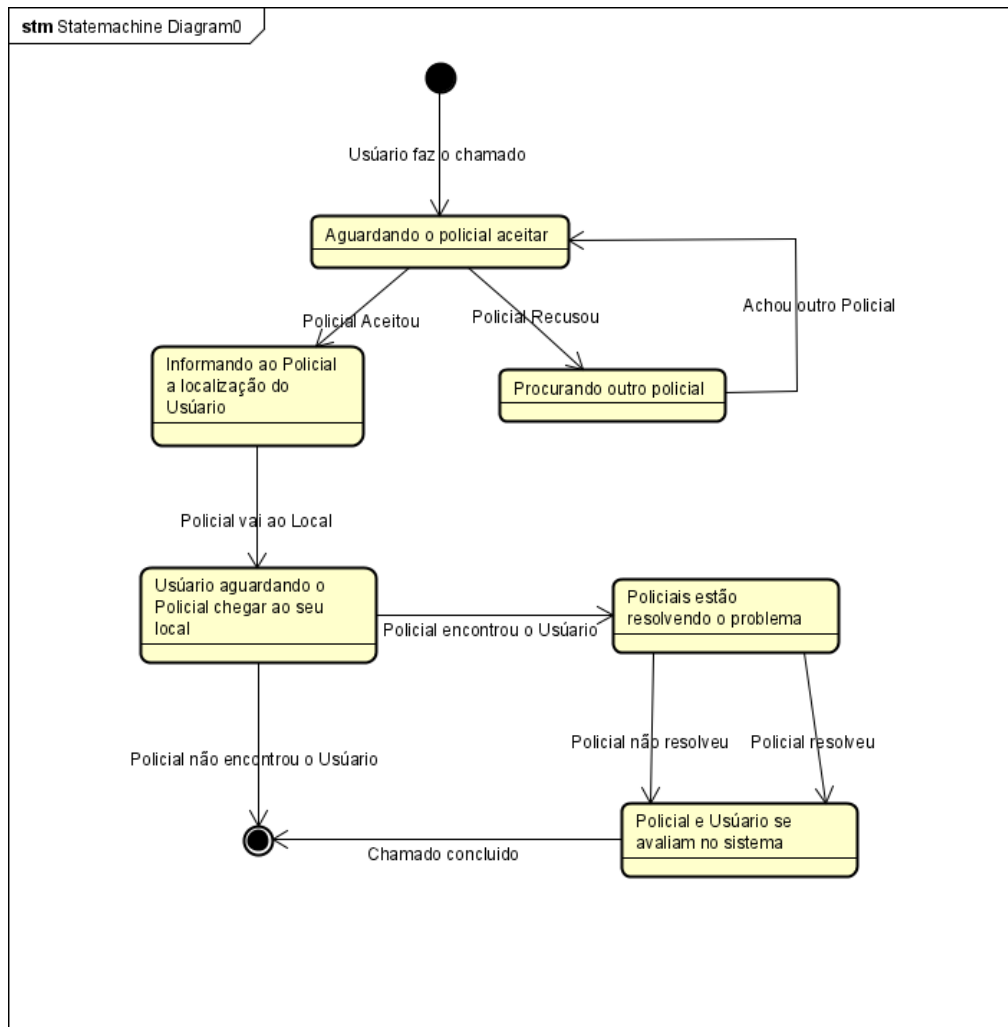 stm Statemachine Diagram0
Usúario faz o chamado
Aguardando o policial aceitar
Policial Aceitou
Policial Recusou
Achou outro Policial
Informando ao Policial
a localização do
Usúario
Procurando outro policial
Policial vai ao Local
Usúario aguardando o
Policial chegar ao seu
local
Policial encontrou o Usúario
Policiais estão
resolvendo o problema
Policial não encontrou o Usúario
Policial não resolveu
Policial resolveu
Policial e Usúario se
avaliam no sistema
Chamado concluido